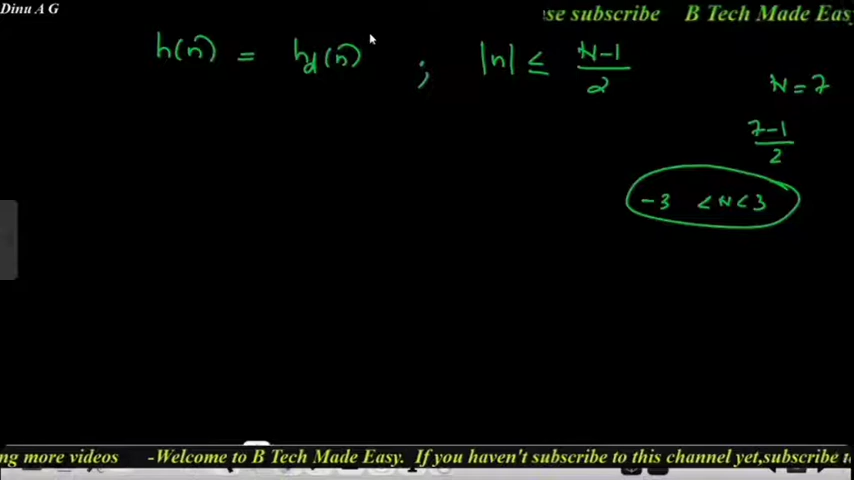 Dinu A G
se subscribe B Tech Made Eas
h(n) = hd(n) ; |n| ≤ N-1/2
N=7
7-1/2
-3 <N<3
ng more videos -Welcome to B Tech Made Easy. If you haven't subscribe to this channel yet,subscribe t